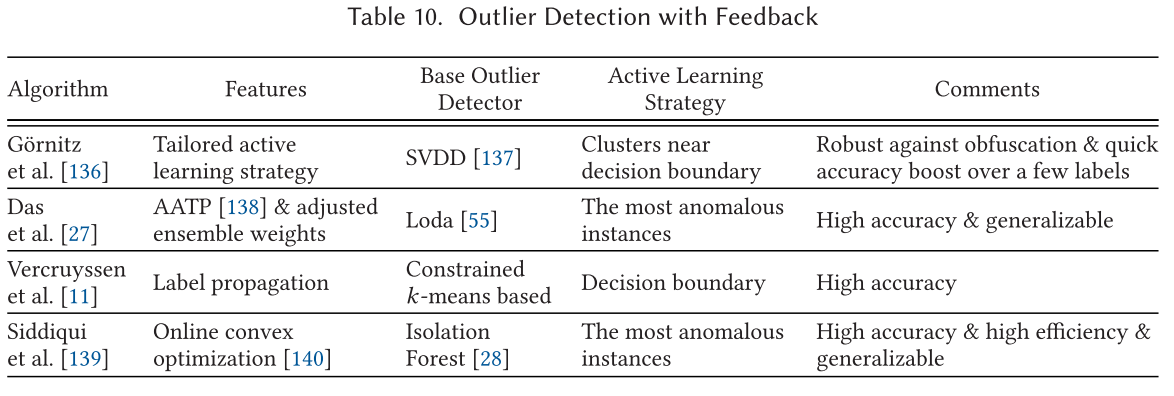 Table 10. Outlier Detection with Feedback
Algorithm Features Base Outlier Detector Active Learning Strategy Comments
Görnitz Tailored active SVDD [137] Clusters near Robust against obfuscation & quick
et al. [136] learning strategy decision boundary accuracy boost over a few labels
Das AATP [138] & adjusted Loda [55] The most anomalous High accuracy & generalizable
et al. [27] ensemble weights instances
Vercruyssen Label propagation Constrained Decision boundary High accuracy
et al. [11] k-means based
Siddiqui Online convex Isolation The most anomalous High accuracy & high efficiency &
et al. [139] optimization [140] Forest [28] instances generalizable